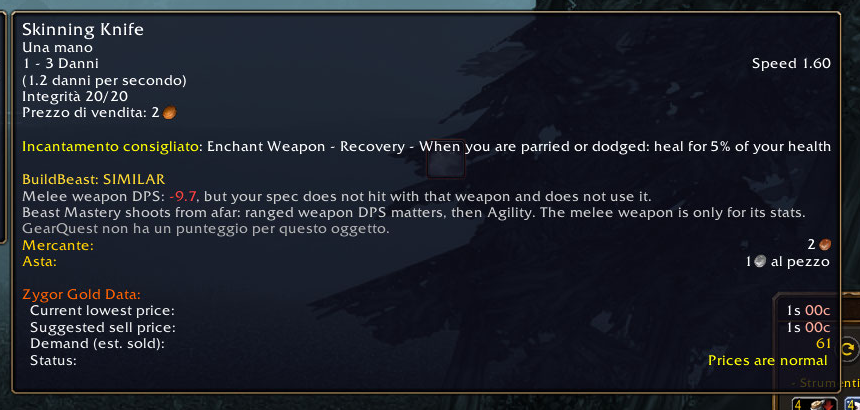 Skinning Knife
Una mano
1 - 3 Danni Speed 1.60
(1.2 danni per secondo)
Integrità 20/20
Prezzo di vendita: 2
Incantamento consigliato: Enchant Weapon - Recovery - When you are parried or dodged: heal for 5% of your health
BuildBeast: SIMILAR
Melee weapon DPS: -9.7, but your spec does not hit with that weapon and does not use it.
Beast Mastery shoots from afar: ranged weapon DPS matters, then Agility. The melee weapon is only for its stats.
GearQuest non ha un punteggio per questo oggetto.
Mercante: 2
Asta: 1 al pezzo
Zygor Gold Data:
Current lowest price: 1s 00c
Suggested sell price: 1s 00c
Demand (est. sold): 61
Status: Prices are normal
- Strumenti
4 4